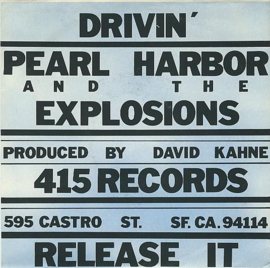 DRIVIN'
PEARL HARBOR
AND THE
EXPLOSIONS
PRODUCED BY DAVID KAHNE
415 RECORDS
595 CASTRO ST. SF. CA. 94114
RELEASE IT